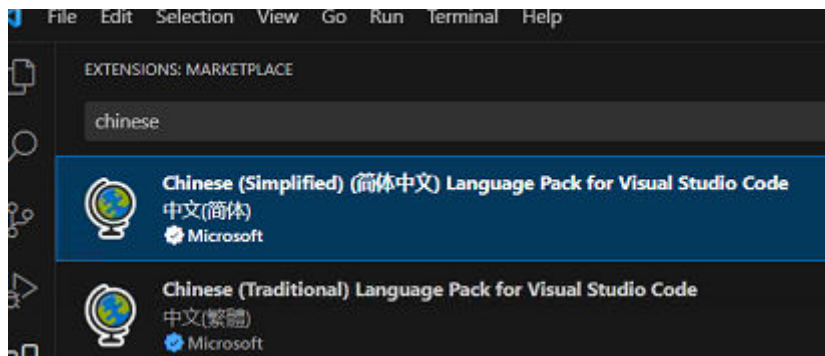 File Edit Selection View Go Run Terminal Help
EXTENSIONS: MARKETPLACE
chinese
Chinese (Simplified) (简体中文) Language Pack for Visual Studio Code
中文(简体)
Microsoft
Chinese (Traditional) Language Pack for Visual Studio Code
中文(繁體)
Microsoft